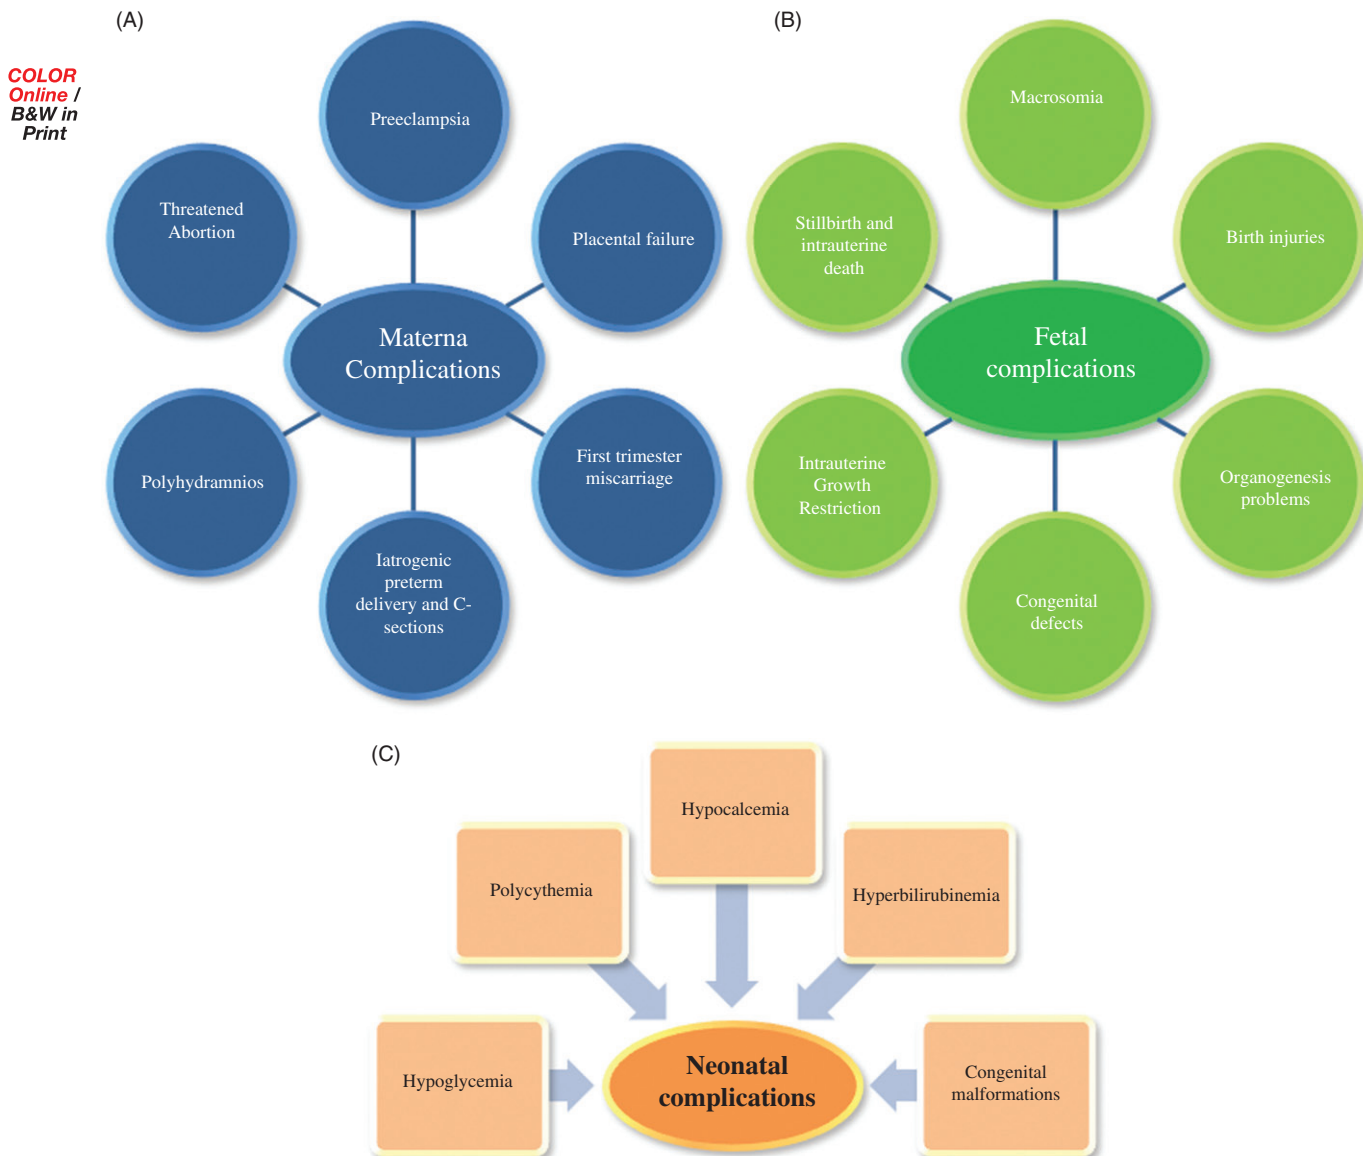 (A)
(B)
COLOR
Online /
B&W in
Print
Preeclampsia
Threatened
Abortion
Placental failure
Materna
Complications
Polyhydramnios
First trimester
miscarriage
Iatrogenic
preterm
delivery and C-
sections
Macrosomia
Stillbirth and
intrauterine
death
Birth injuries
Fetal
complications
Intrauterine
Growth
Restriction
Organogenesis
problems
Congenital
defects
(C)
Hypocalcemia
Polycythemia
Hyperbilirubinemia
Hypoglycemia
Neonatal
complications
Congenital
malformations